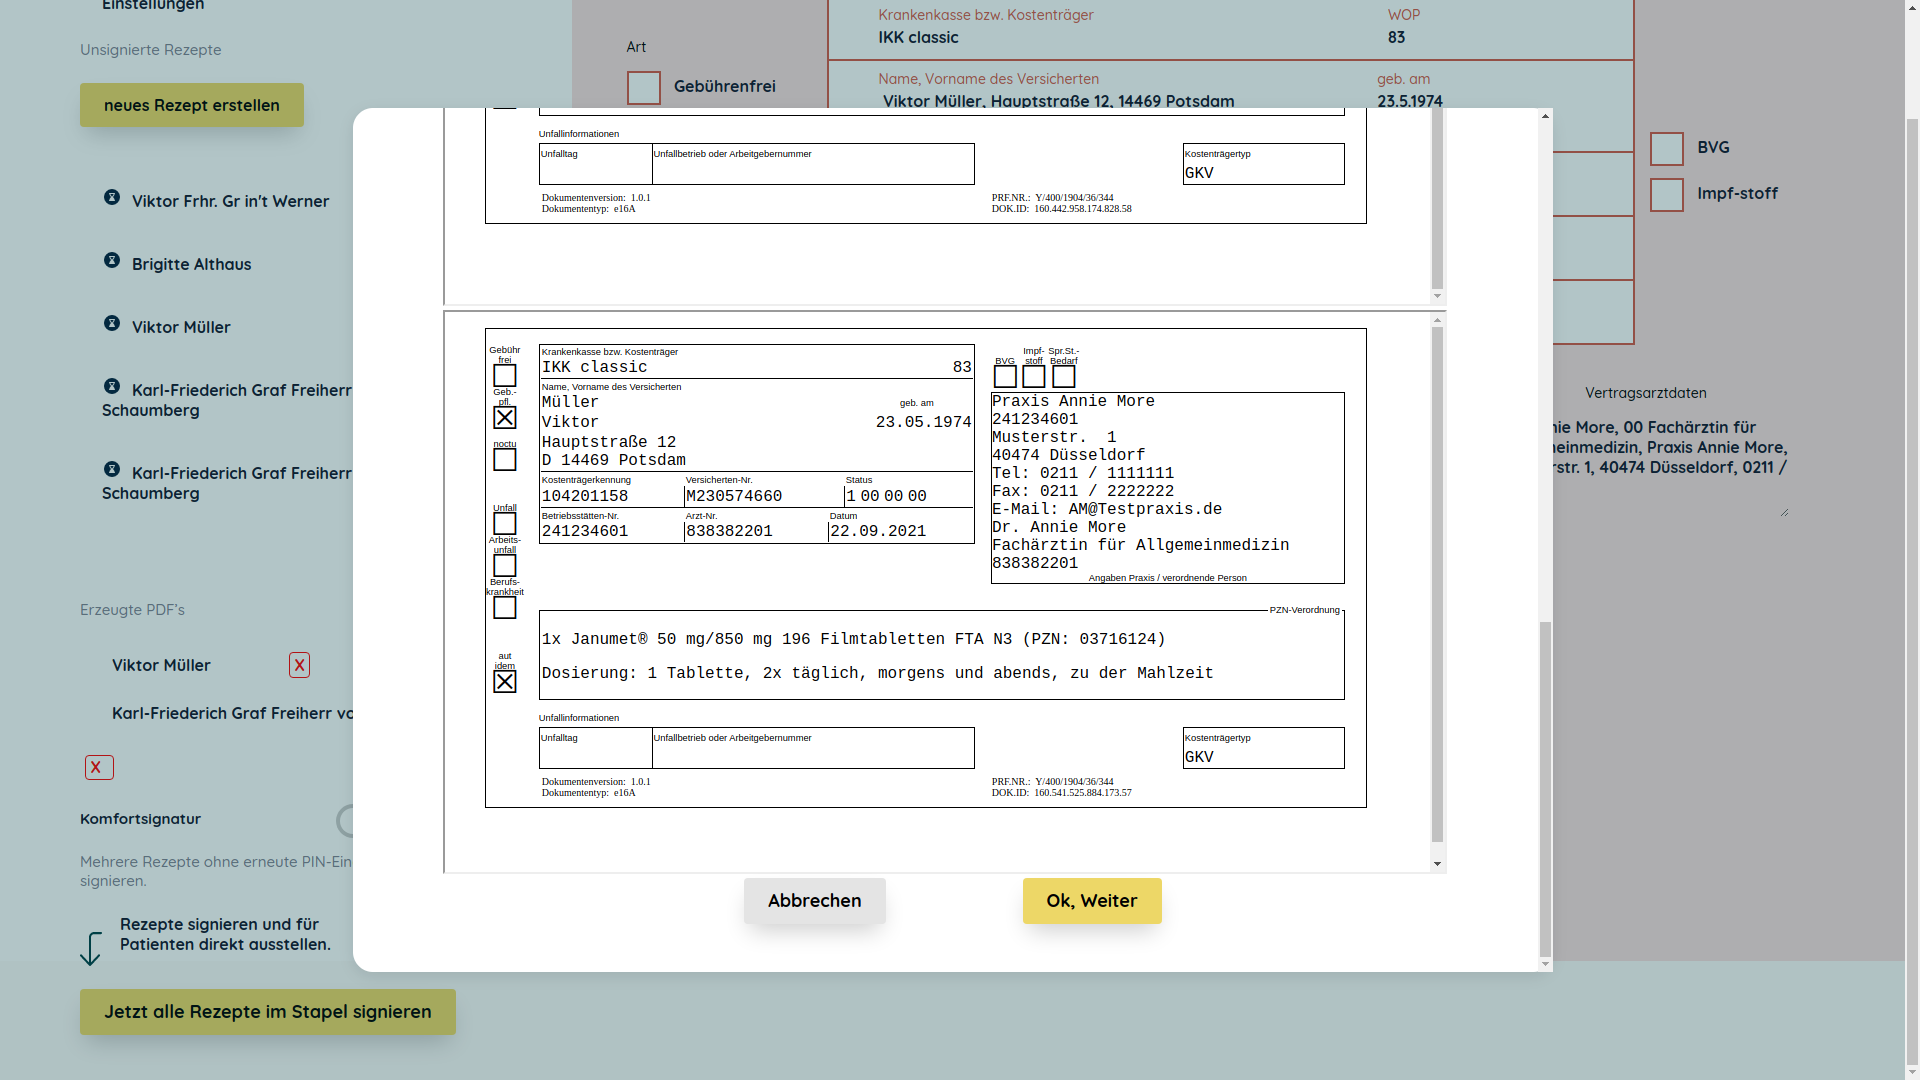 Einstellungen
Unsignierte Rezepte
neues Rezept erstellen
Viktor Frhr. Gr in't Werner
Brigitte Althaus
Viktor Müller
Karl-Friederich Graf Freiherr
Schaumberg
Karl-Friederich Graf Freiherr
Schaumberg
Erzeugte PDF's
Viktor Müller
X
Karl-Friederich Graf Freiherr vo
X
Komfortsignatur
Mehrere Rezepte ohne erneute PIN-Ein
signieren.
Rezepte signieren und für
Patienten direkt ausstellen.
Jetzt alle Rezepte im Stapel signieren
Art
Gebührenfrei
Krankenkasse bzw. Kostenträger
WOP
IKK classic
83
Name, Vorname des Versicherten
geb. am
Viktor Müller, Hauptstraße 12, 14469 Potsdam
23.5.1974
BVG
Impf-stoff
Vertragsarztdaten
nie More, 00 Fachärztin für
einmedizin, Praxis Annie More,
rstr. 1, 40474 Düsseldorf, 0211 /
Unfallinformationen
Unfalltag
Unfallbetrieb oder Arbeitgebernummer
Kostenträgertyp
GKV
Dokumentenversion: 1.0.1
Dokumententyp: e16A
PRF.NR.: Y/400/1904/36/344
DOK.ID: 160.442.958.174.828.58
Gebühr
frei
Geb.-
pfl.
noctu
Unfall
Arbeits-
unfall
Berufs-
krankheit
aut
idem
Krankenkasse bzw. Kostenträger
IKK classic 83
Name, Vorname des Versicherten
Müller
geb. am
Viktor 23.05.1974
Hauptstraße 12
D 14469 Potsdam
Kostenträgerkennung Versicherten-Nr. Status
104201158 M230574660 1 00 00 00
Betriebsstätten-Nr. Arzt-Nr. Datum
241234601 838382201 22.09.2021
BVG
Impf-
stoff
Spr.St.-
Bedarf
Praxis Annie More
241234601
Musterstr. 1
40474 Düsseldorf
Tel: 0211 / 1111111
Fax: 0211 / 2222222
E-Mail: AM@Testpraxis.de
Dr. Annie More
Fachärztin für Allgemeinmedizin
838382201
Angaben Praxis / verordnende Person
PZN-Verordnung
1x Janumet® 50 mg/850 mg 196 Filmtabletten FTA N3 (PZN: 03716124)
Dosierung: 1 Tablette, 2x täglich, morgens und abends, zu der Mahlzeit
Unfallinformationen
Unfalltag
Unfallbetrieb oder Arbeitgebernummer
Kostenträgertyp
GKV
Dokumentenversion: 1.0.1
Dokumententyp: e16A
PRF.NR.: Y/400/1904/36/344
DOK.ID: 160.541.525.884.173.57
Abbrechen
Ok, Weiter